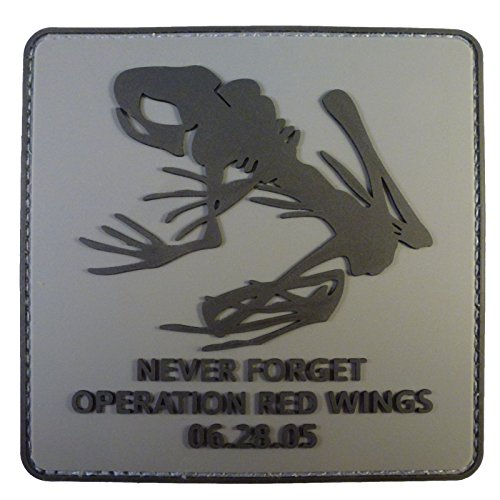 NEVER FORGET
OPERATION RED WINGS
06.28.05